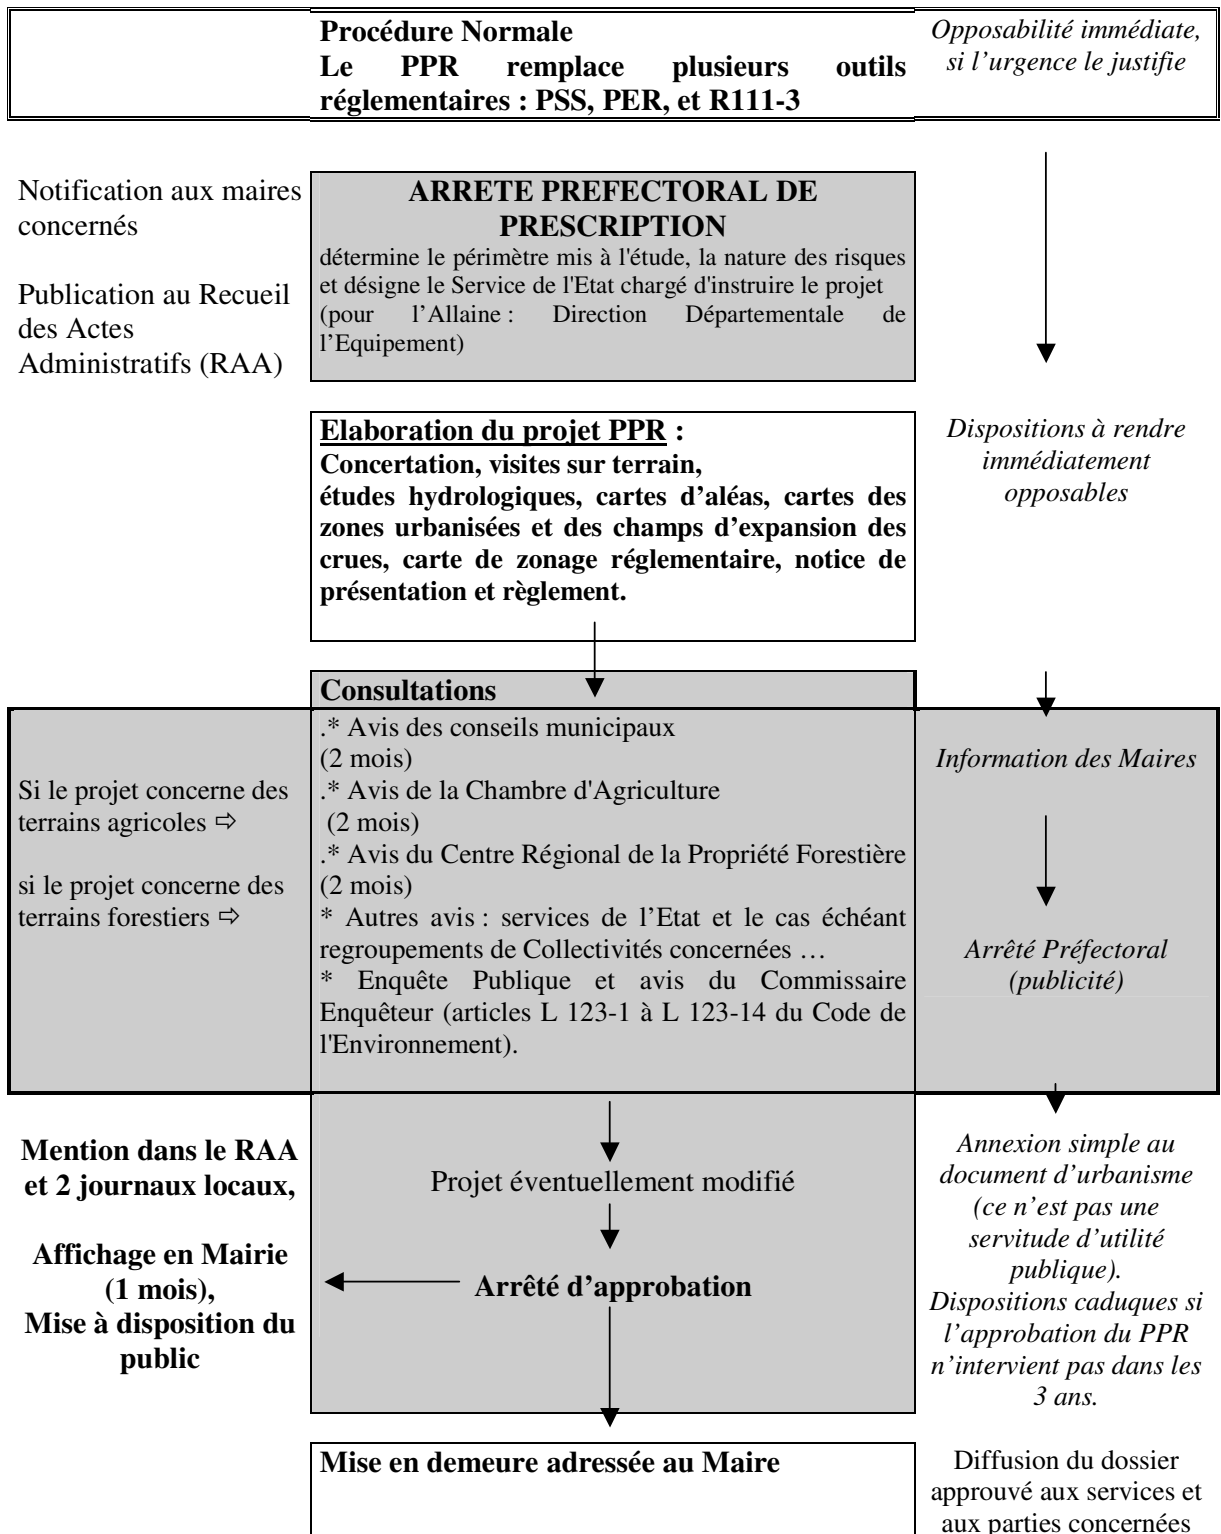 Procédure Normale
Le PPR remplace plusieurs outils
réglementaires : PSS, PER, et R111-3
Opposabilité immédiate,
si l’urgence le justifie
Notification aux maires
concernés
Publication au Recueil
des Actes
Administratifs (RAA)
ARRETE PREFECTORAL DE
PRESCRIPTION
détermine le périmètre mis à l'étude, la nature des risques
et désigne le Service de l'Etat chargé d'instruire le projet
(pour l’Allaine : Direction Départementale de
l’Equipement)
Elaboration du projet PPR :
Concertation, visites sur terrain,
études hydrologiques, cartes d’aléas, cartes des
zones urbanisées et des champs d’expansion des
crues, carte de zonage réglementaire, notice de
présentation et règlement.
Dispositions à rendre
immédiatement
opposables
Consultations
Si le projet concerne des
terrains agricoles ⇨
si le projet concerne des
terrains forestiers ⇨
.* Avis des conseils municipaux
(2 mois)
.* Avis de la Chambre d'Agriculture
(2 mois)
.* Avis du Centre Régional de la Propriété Forestière
(2 mois)
* Autres avis : services de l’Etat et le cas échéant
regroupements de Collectivités concernées …
* Enquête Publique et avis du Commissaire
Enquêteur (articles L 123-1 à L 123-14 du Code de
l'Environnement).
Information des Maires
Arrêté Préfectoral
(publicité)
Mention dans le RAA
et 2 journaux locaux,
Affichage en Mairie
(1 mois),
Mise à disposition du
public
Projet éventuellement modifié
Arrêté d’approbation
Annexion simple au
document d’urbanisme
(ce n’est pas une
servitude d’utilité
publique).
Dispositions caduques si
l’approbation du PPR
n’intervient pas dans les
3 ans.
Mise en demeure adressée au Maire
Diffusion du dossier
approuvé aux services et
aux parties concernées